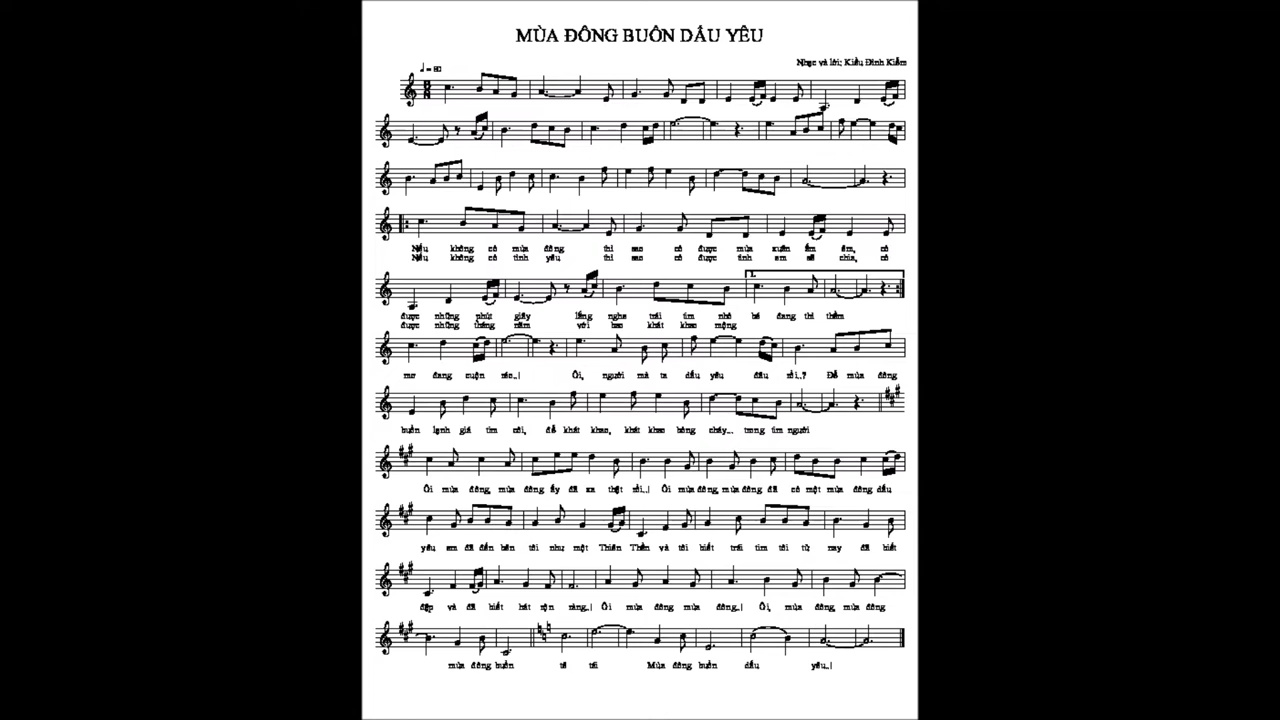 MÙA ĐÔNG BUỒN DẤU YÊU
Nhạc và lời: Kiều Đình Kiểm
= 80
Nếu không có mùa đông thì sao có được mùa xuân ấm êm, có
Nếu không có tình yêu thì sao có được tình em sẽ chia, có
1.
được những phút giây lắng nghe trái tim nhỏ bé đang thì thầm
được những tháng năm với bao khát khao mộng
mơ đang cuộn réo..! Ôi, người mà ta dấu yêu đâu rồi..? Để mùa đông
buồn lạnh giá tim côi, để khát khao, khát khao bỏng cháy... trong tim người
Ôi mùa đông, mùa đông ấy đã xa thật rồi..! Ôi mùa đông, mùa đông đã có một mùa đông dấu
yêu em đã đến bên tôi như một Thiên Thần và tôi biết trái tim tôi từ nay đã biết
đập và đã biết hát rộn ràng..! Ôi mùa đông mùa đông..! Ôi, mùa đông, mùa đông
mùa đông buồn tê tái Mùa đông buồn dấu yêu..!